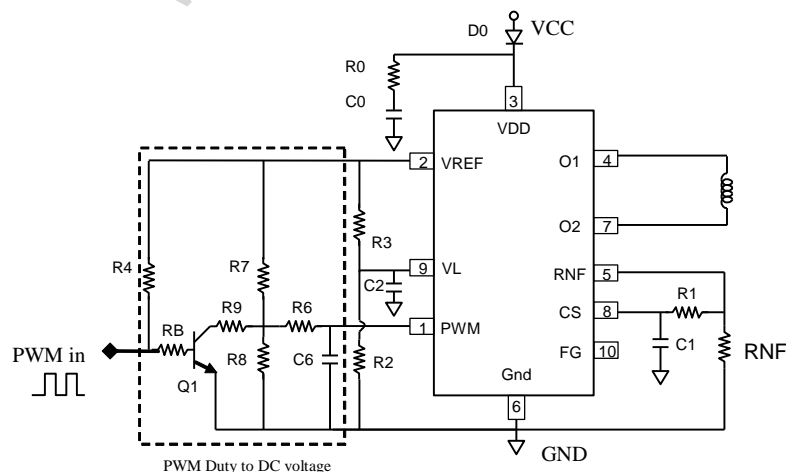 D0 VCC
R0
C0
3
VDD
2 VREF
O1 4
R3
O2 7
R4
R7
9 VL
RNF 5
C2
R9
R6
R1
RB
CS 8
1 PWM
PWM in
R8
C6
R2
C1
RNF
FG 10
Q1
Gnd
6
GND
PWM Duty to DC voltage